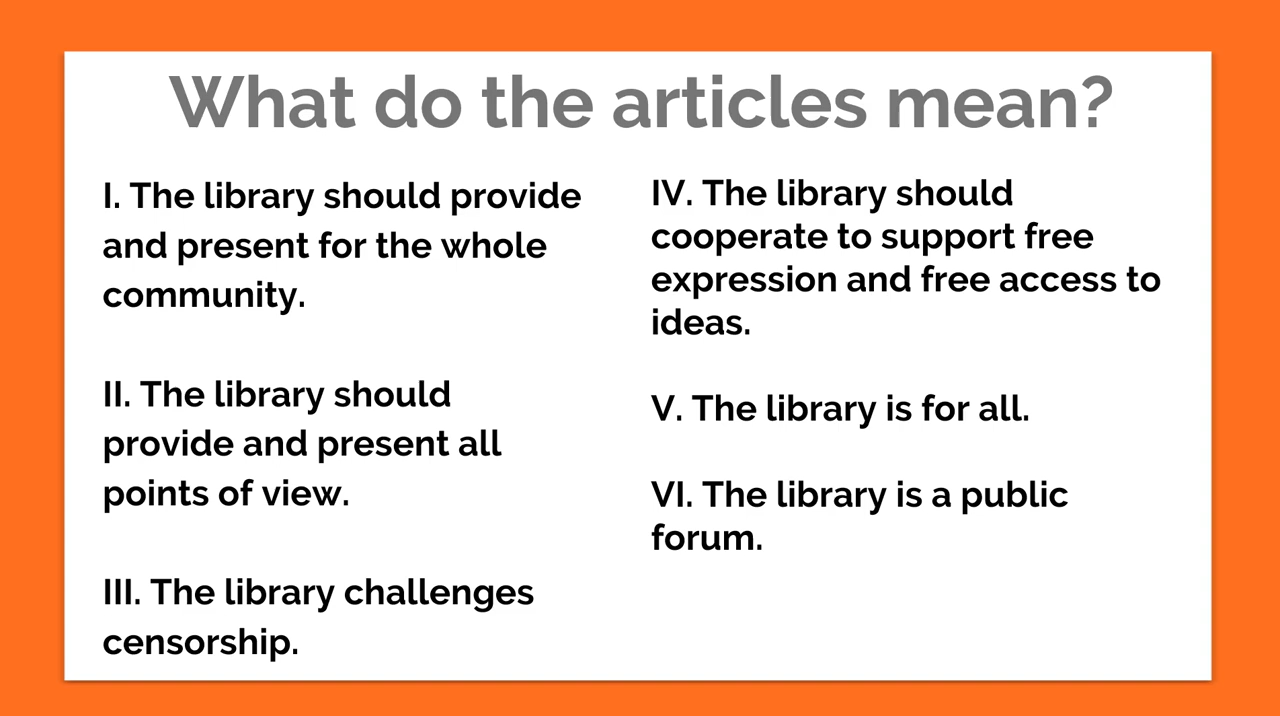 What do the articles mean?
I. The library should provide
and present for the whole
community.
II. The library should
provide and present all
points of view.
III. The library challenges
censorship.
IV. The library should
cooperate to support free
expression and free access to
ideas.
V. The library is for all.
VI. The library is a public
forum.